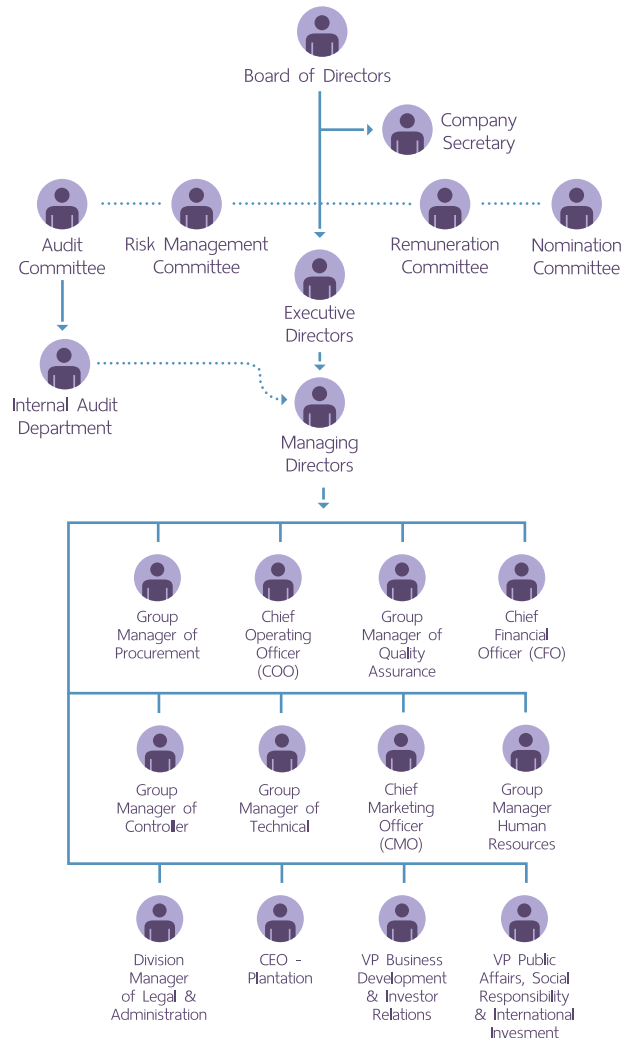 Board of Directors
Company
Secretary
Audit
Committee
Risk Management
Committee
Remuneration
Committee
Nomination
Committee
Executive
Directors
Internal Audit
Department
Managing
Directors
Group
Manager of
Procurement
Chief
Operating
Officer
(COO)
Group
Manager of
Quality
Assurance
Chief
Financial
Officer (CFO)
Group
Manager of
Controller
Group
Manager of
Technical
Chief
Marketing
Officer
(CMO)
Group
Manager
Human
Resources
Division
Manager
of Legal &
Administration
CEO -
Plantation
VP Business
Development
& Investor
Relations
VP Public
Affairs, Social
Responsibility
& International
Invesment